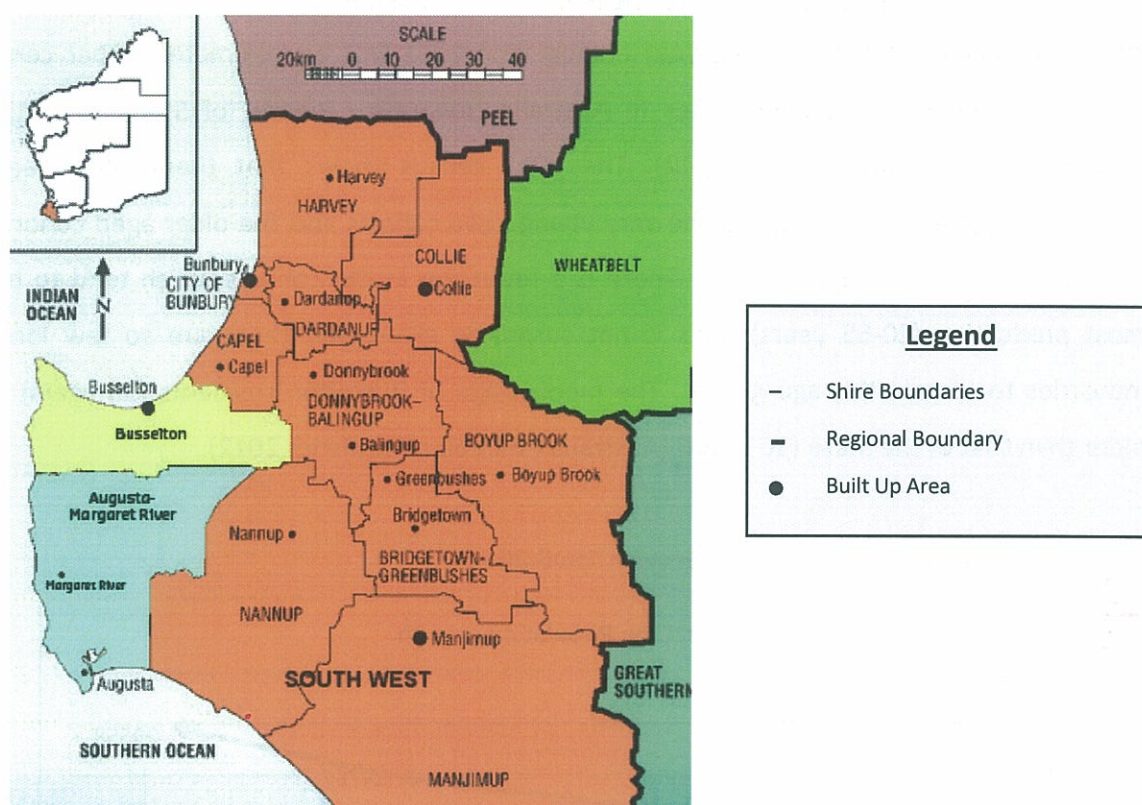 SCALE
20km 0 10 20 30 40
PEEL
Harvey
HARVEY
COLLIE
Collie
WHEATBELT
Bunbury
CITY OF
BUNBURY
INDIAN
OCEAN
N
Dardanup
DARDANUP
CAPEL
Capel
Donnybrook
DONNYBROOK-
BALINGUP
Balingup
Busselton
Busselton
BOYUP BROOK
Boyup Brook
Greenbushes
Bridgetown
BRIDGETOWN-
GREENBUSHES
Augusta-
Margaret River
Margaret River
Nannup
NANNUP
Manjimup
SOUTH WEST
Augusta
GREAT
SOUTHERN
SOUTHERN OCEAN
MANJIMUP
Legend
Shire Boundaries
Regional Boundary
Built Up Area